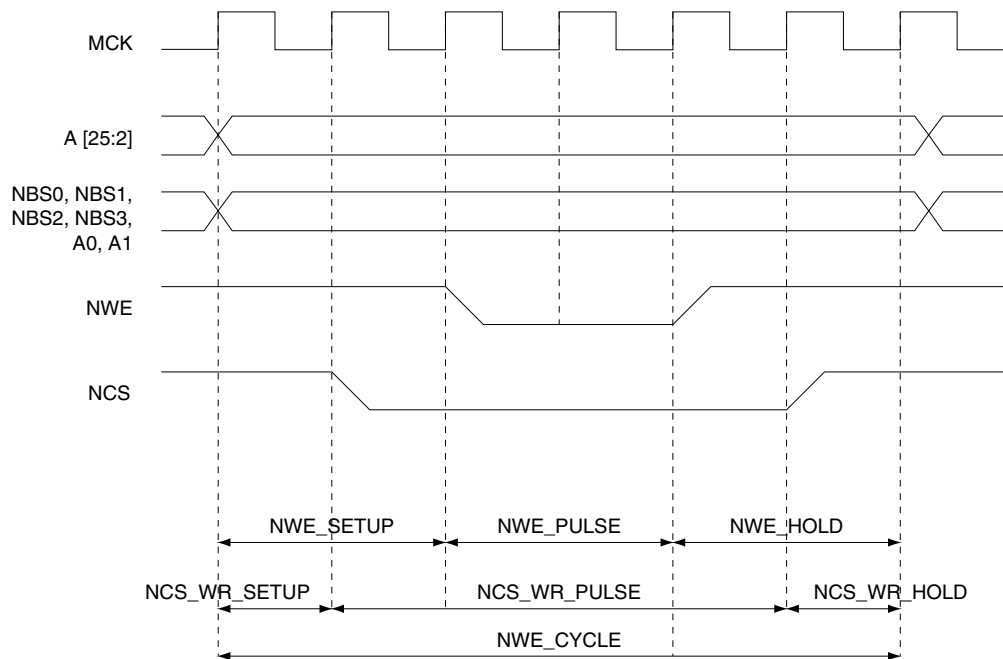 MCK
A [25:2]
NBS0, NBS1,
NBS2, NBS3,
A0, A1
NWE
NCS
NWE_SETUP
NWE_PULSE
NWE_HOLD
NCS_WR_SETUP
NCS_WR_PULSE
NCS_WR_HOLD
NWE_CYCLE